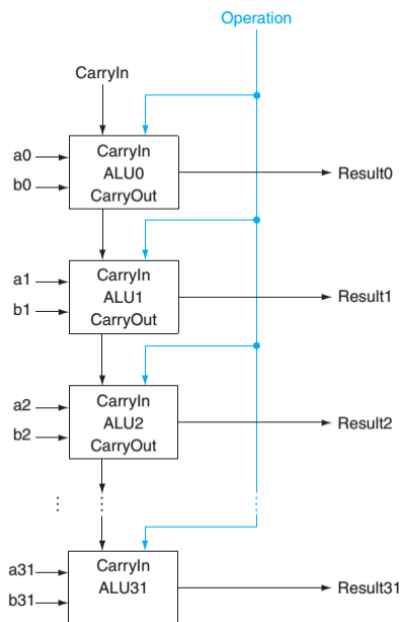 Operation
CarryIn
a0
b0
CarryIn
ALU0
CarryOut
Result0
a1
b1
CarryIn
ALU1
CarryOut
Result1
a2
b2
CarryIn
ALU2
CarryOut
Result2
a31
b31
CarryIn
ALU31
Result31